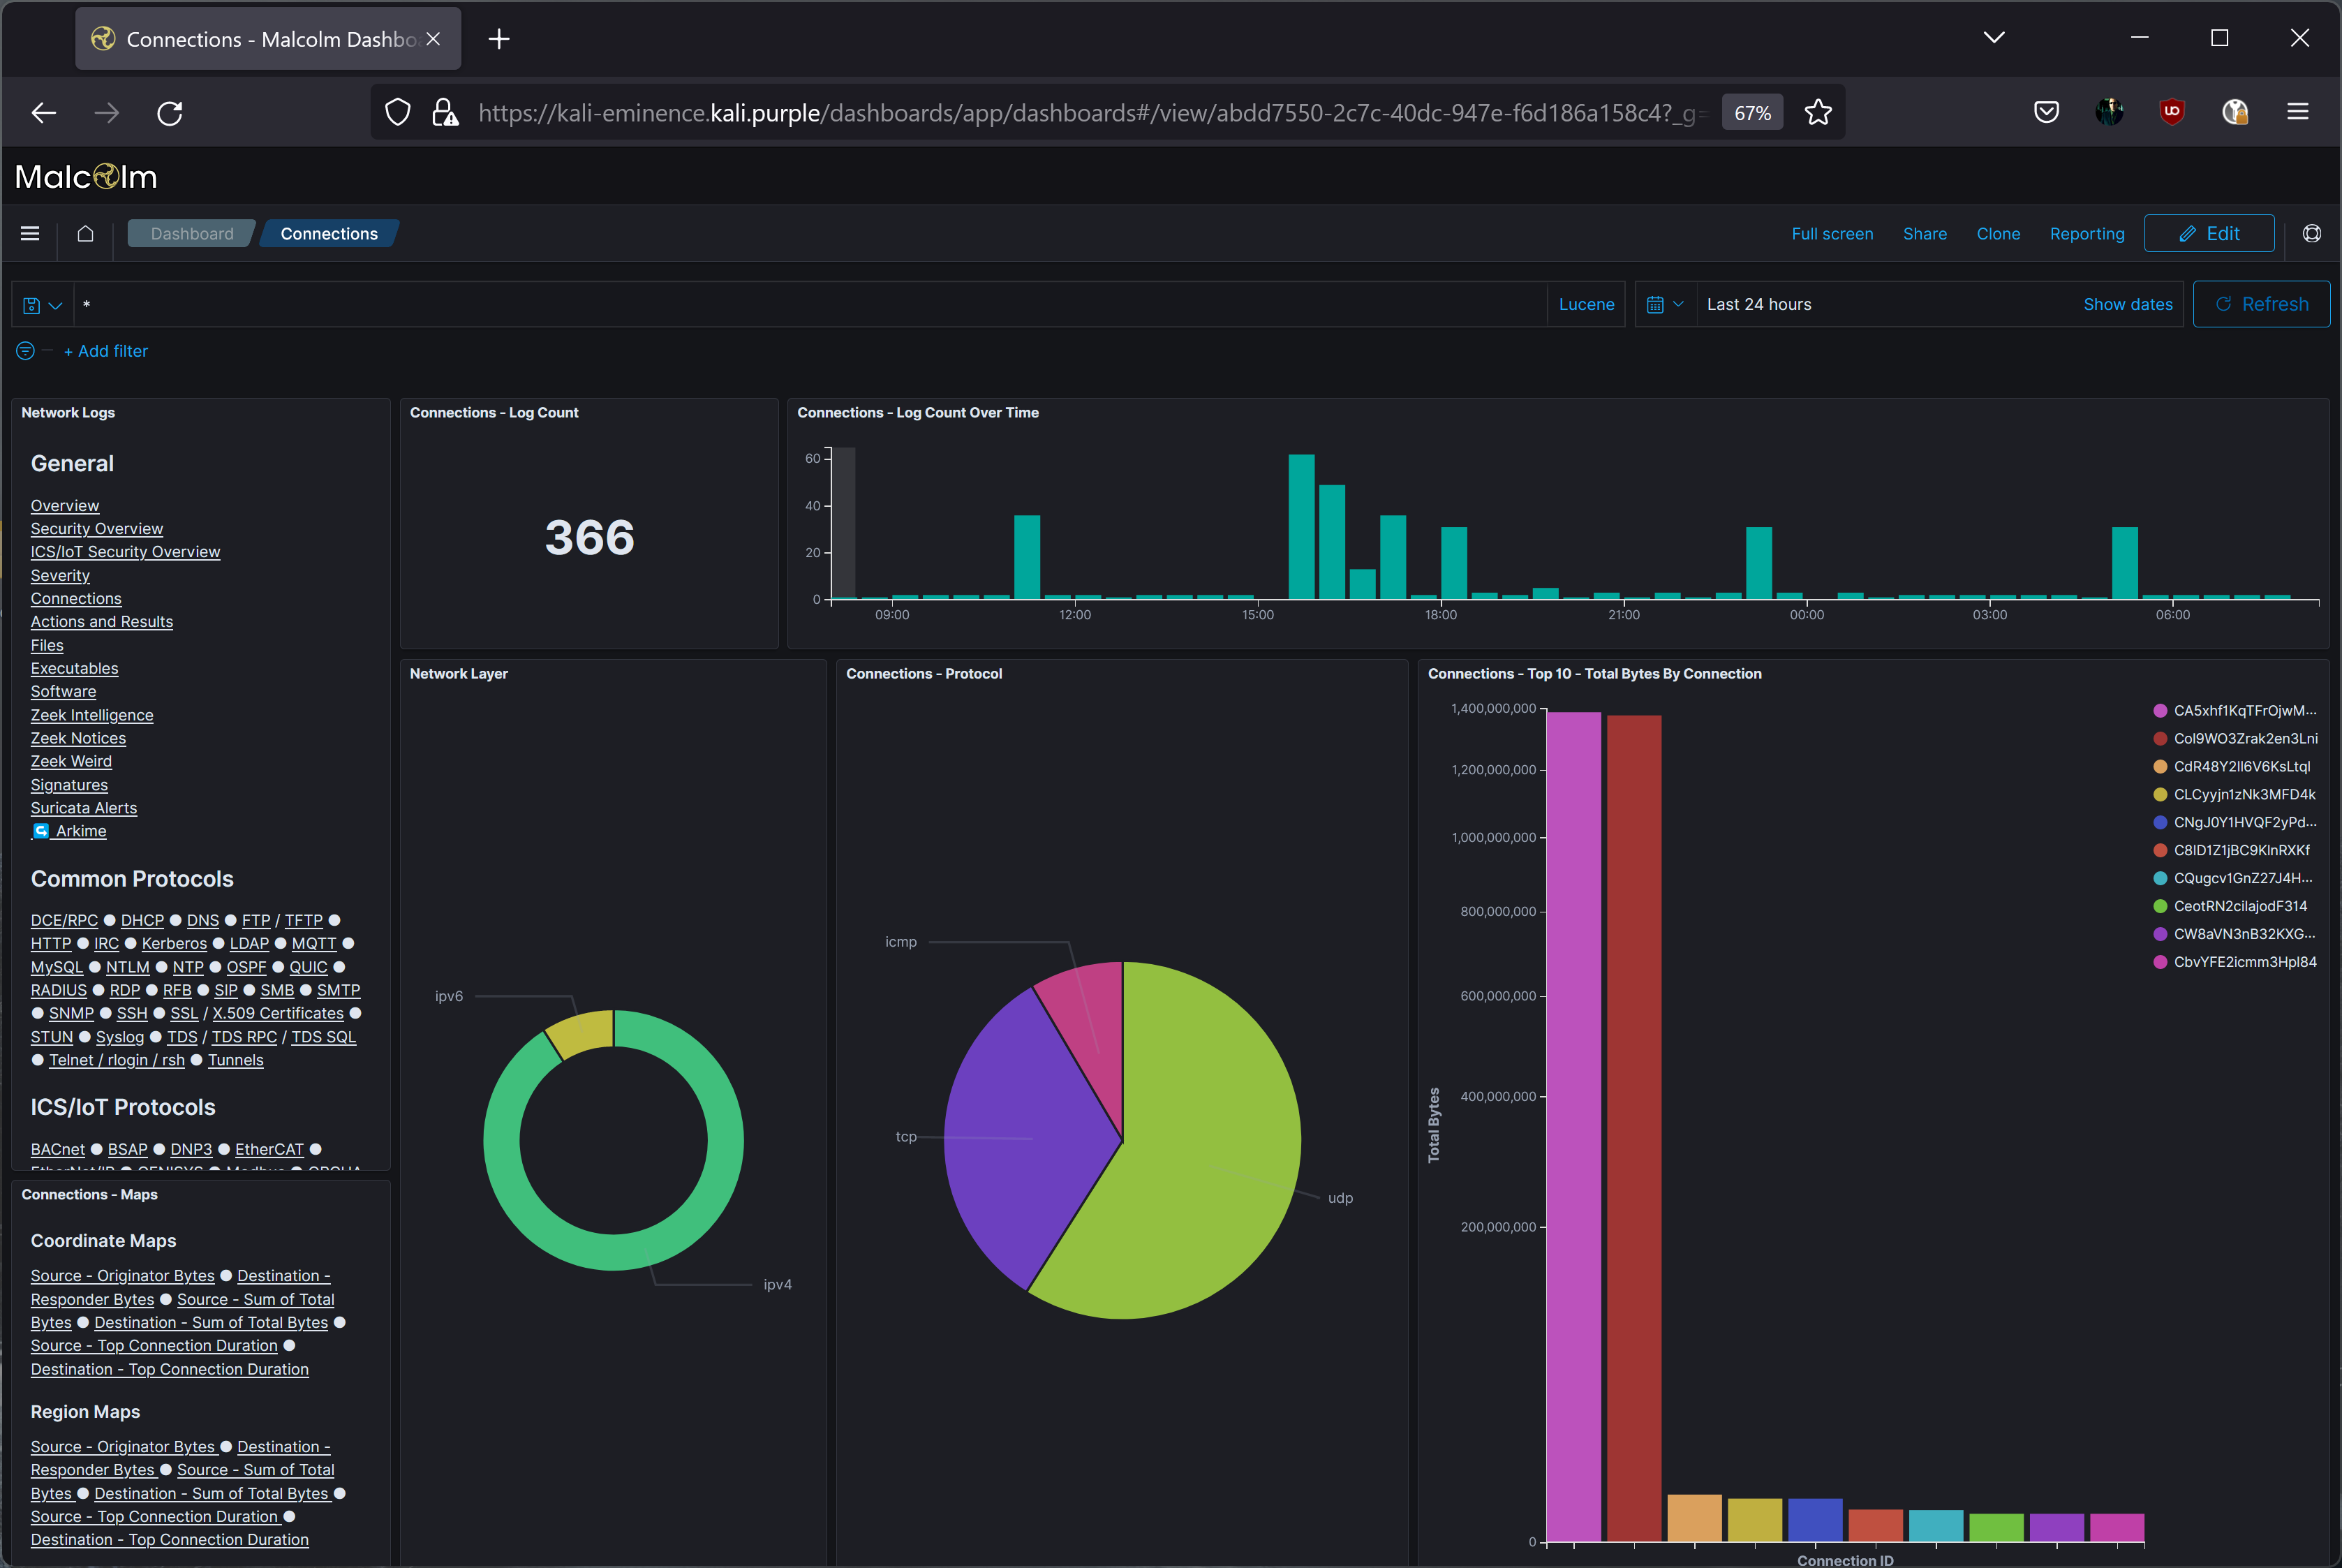 Connections - Malcolm Dashbo
https://kali-eminence.kali.purple/dashboards/app/dashboards#/view/abdd7550-2c7c-40dc-947e-f6d186a158c4?_g=
67%
Malcolm
Dashboard
Connections
Full screen
Share
Clone
Reporting
Edit
*
Lucene
Last 24 hours
Show dates
Refresh
+ Add filter
Network Logs
General
Overview
Security Overview
ICS/IoT Security Overview
Severity
Connections
Actions and Results
Files
Executables
Software
Zeek Intelligence
Zeek Notices
Zeek Weird
Signatures
Suricata Alerts
Arkime
Common Protocols
DCE/RPC ● DHCP ● DNS ● FTP / TFTP ●
HTTP ● IRC ● Kerberos ● LDAP ● MQTT ●
MySQL ● NTLM ● NTP ● OSPF ● QUIC ●
RADIUS ● RDP ● RFB ● SIP ● SMB ● SMTP
● SNMP ● SSH ● SSL / X.509 Certificates ●
STUN ● Syslog ● TDS / TDS RPC / TDS SQL
● Telnet / rlogin / rsh ● Tunnels
ICS/IoT Protocols
BACnet ● BSAP ● DNP3 ● EtherCAT ●
Connections - Maps
Coordinate Maps
Source - Originator Bytes ● Destination -
Responder Bytes ● Source - Sum of Total
Bytes ● Destination - Sum of Total Bytes ●
Source - Top Connection Duration ●
Destination - Top Connection Duration
Region Maps
Source - Originator Bytes ● Destination -
Responder Bytes ● Source - Sum of Total
Bytes ● Destination - Sum of Total Bytes ●
Source - Top Connection Duration ●
Destination - Top Connection Duration
Connections - Log Count
366
Connections - Log Count Over Time
60
40
20
0
09:00
12:00
15:00
18:00
21:00
00:00
03:00
06:00
Network Layer
ipv6
ipv4
Connections - Protocol
icmp
tcp
udp
Connections - Top 10 - Total Bytes By Connection
1,400,000,000
1,200,000,000
1,000,000,000
800,000,000
600,000,000
400,000,000
200,000,000
0
Total Bytes
Connection ID
CA5xhf1KqTFrOjwM...
CLCyyjn1zNk3MFD4k
CNgJ0Y1HVQF2yPd...
CQugcv1GnZ27J4H...
CW8aVN3nB32KXG...